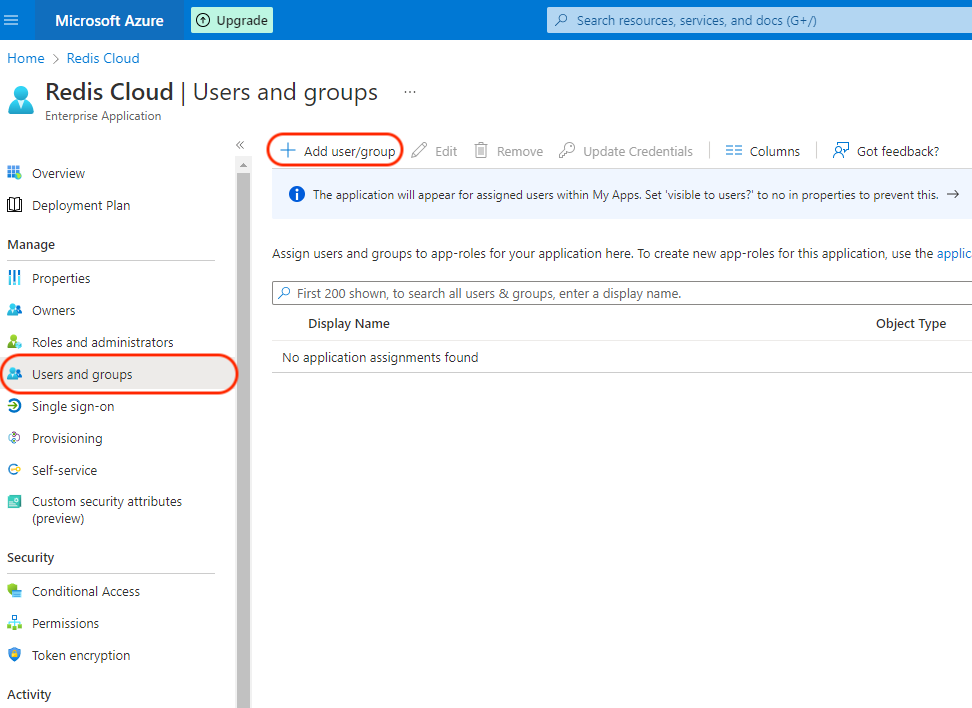 Microsoft Azure
Upgrade
Search resources, services, and docs (G+/)
Home > Redis Cloud
Redis Cloud | Users and groups ...
Enterprise Application
«
Overview
Deployment Plan
Manage
Properties
Owners
Roles and administrators
Users and groups
Single sign-on
Provisioning
Self-service
Custom security attributes
(preview)
Security
Conditional Access
Permissions
Token encryption
Activity
+ Add user/group Edit Remove Update Credentials Columns Got feedback?
The application will appear for assigned users within My Apps. Set 'visible to users?' to no in properties to prevent this. →
Assign users and groups to app-roles for your application here. To create new app-roles for this application, use the applic
First 200 shown, to search all users & groups, enter a display name.
Display Name Object Type
No application assignments found